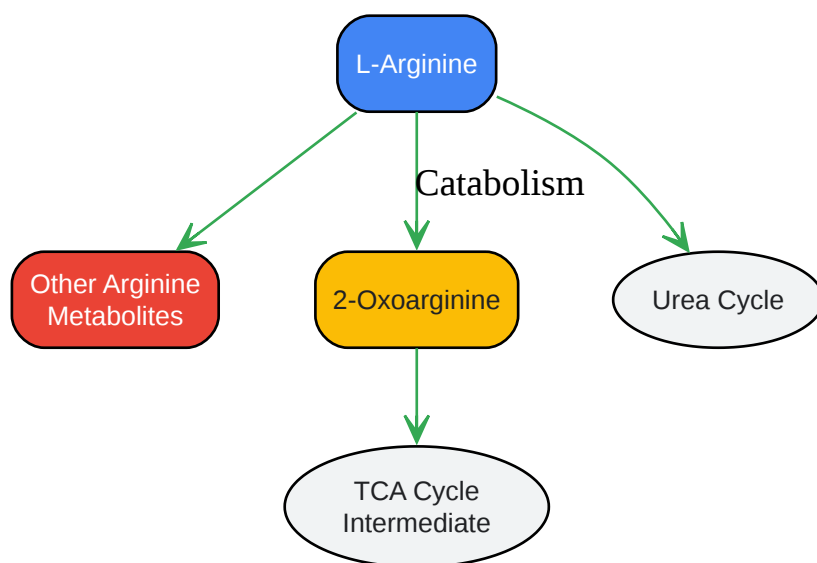 L-Arginine
Catabolism
Other Arginine
Metabolites
2-Oxoarginine
Urea Cycle
TCA Cycle
Intermediate